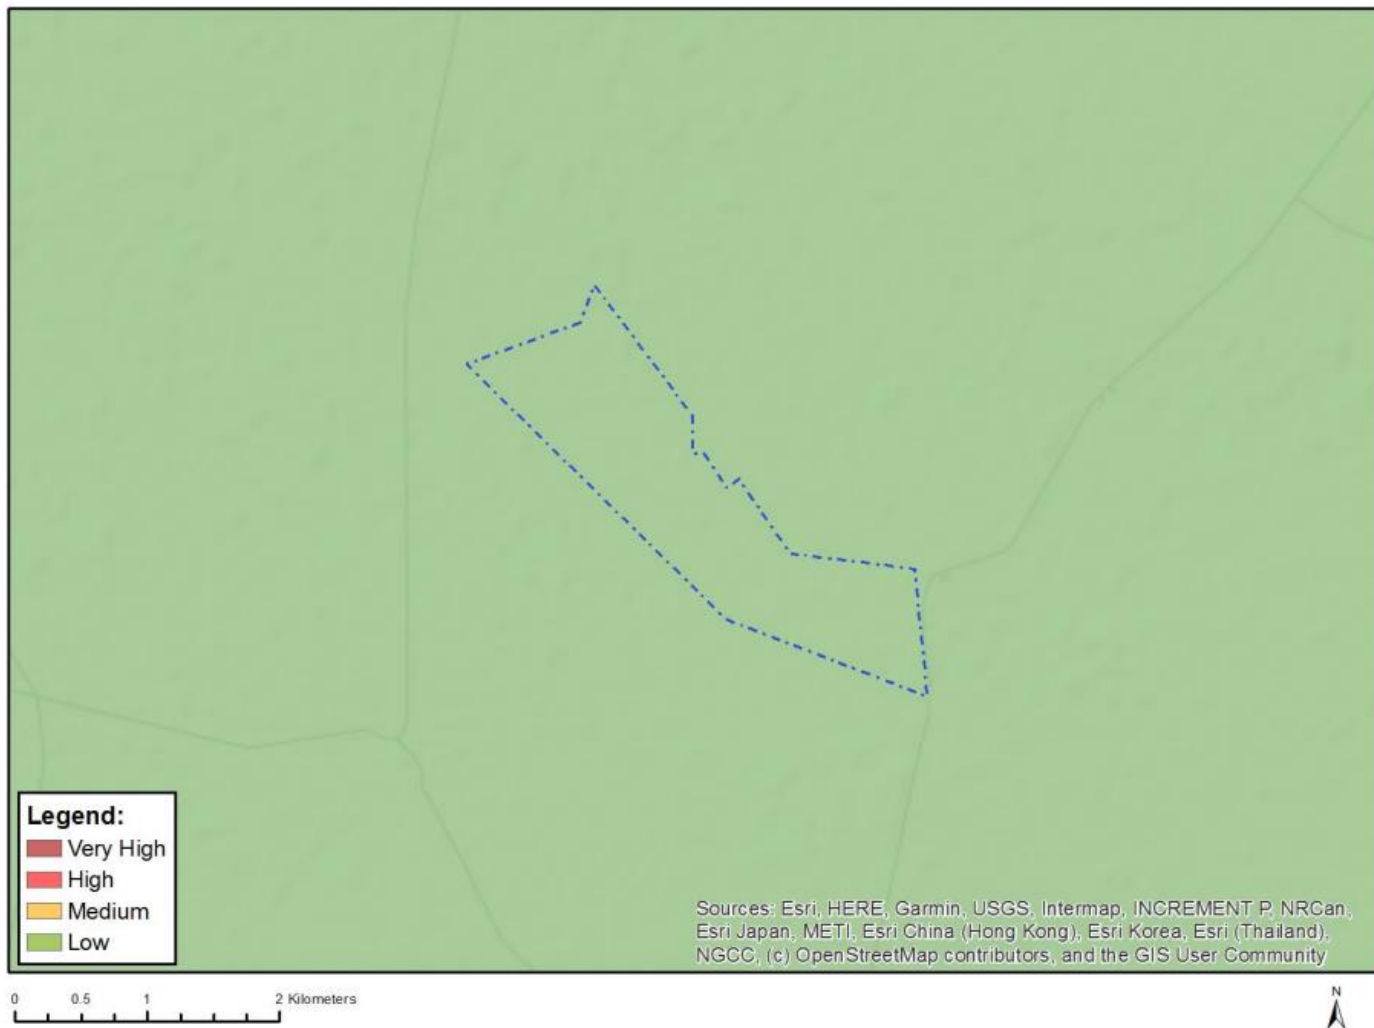 Legend:
Very High
High
Medium
Low
Sources: Esri, HERE, Garmin, USGS, Intermap, INCREMENT P, NRCan,
Esri Japan, METI, Esri China (Hong Kong), Esri Korea, Esri (Thailand),
NGCC, (c) OpenStreetMap contributors, and the GIS User Community
0 0.5 1 2 Kilometers
N